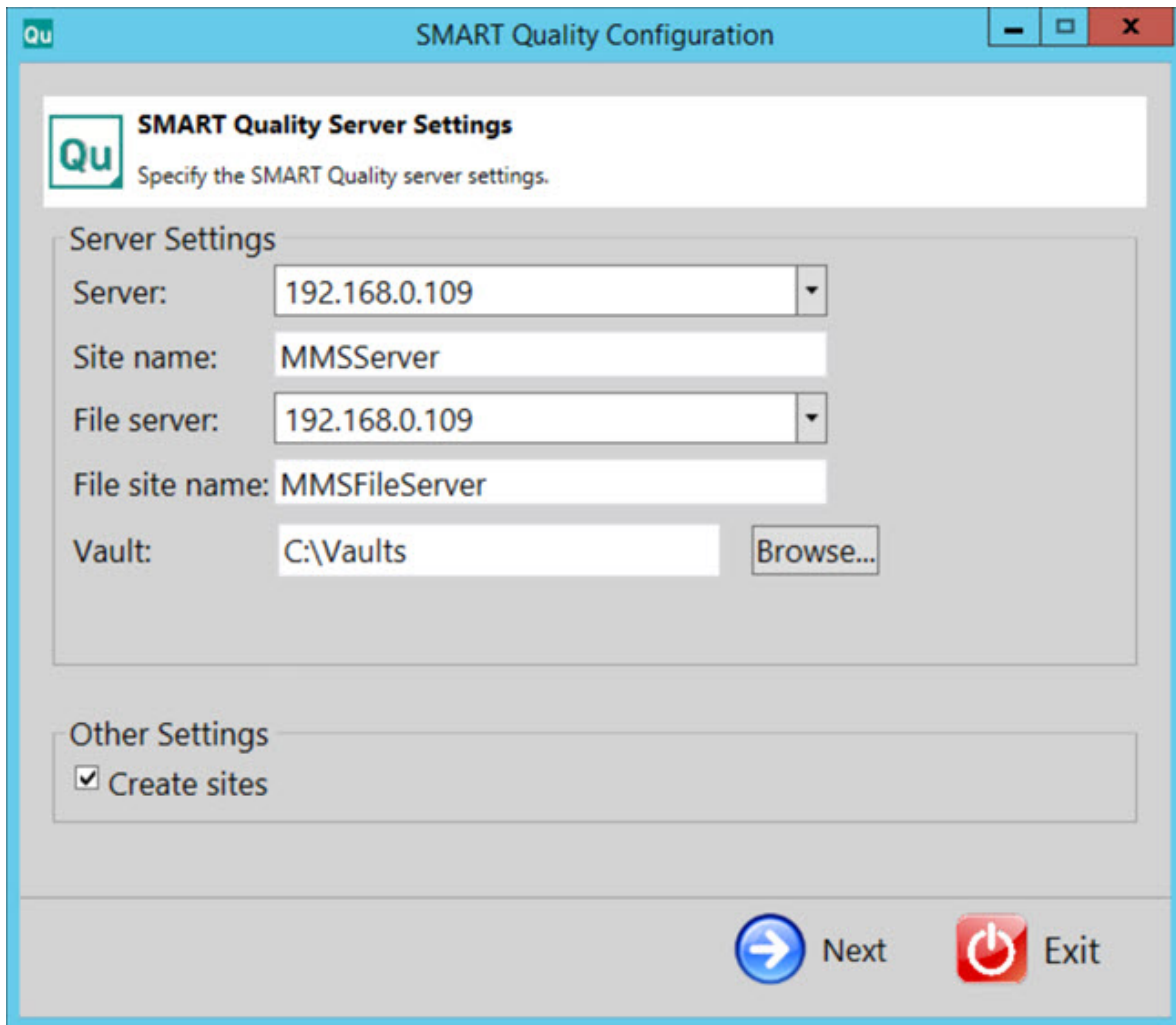 Qu SMART Quality Configuration
Qu
SMART Quality Server Settings
Specify the SMART Quality server settings.
Server Settings
Server: 192.168.0.109
Site name: MMSServer
File server: 192.168.0.109
File site name: MMSFileServer
Vault: C:\Vaults Browse...
Other Settings
Create sites
Next Exit